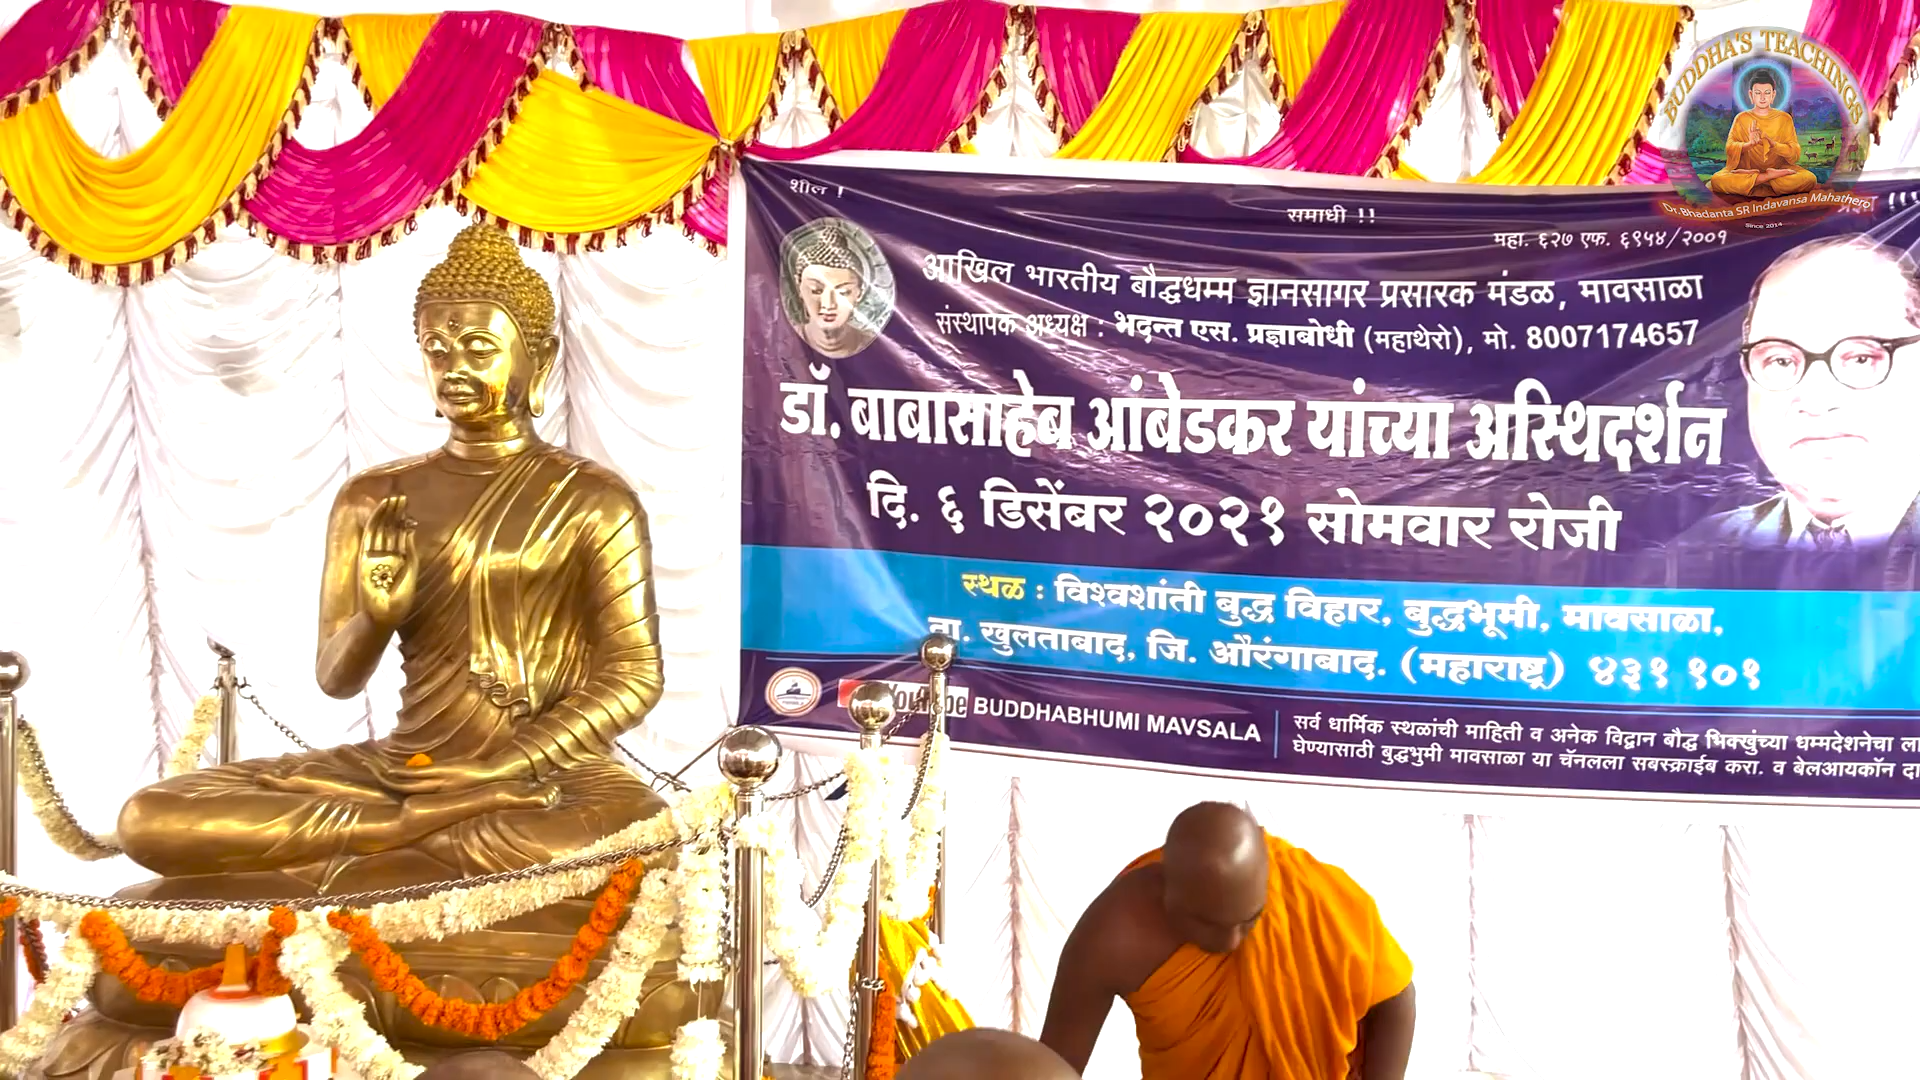 BUDDHA'S TEACHINGS
Dr. Bhadanta SR Indavansa Mahathero
Since 2014
शील !
समाधी !!
महा. ६२७ एफ. ६९५४/२००१
अखिल भारतीय बौद्धधम्म ज्ञानसागर प्रसारक मंडळ, मावसाळा
संस्थापक अध्यक्ष : भदन्त एस. प्रज्ञाबोधी (महाथेरो), मो. 8007174657
डॉ. बाबासाहेब आंबेडकर यांच्या अस्थिदर्शन
दि. ६ डिसेंबर २०२१ सोमवार रोजी
स्थळ : विश्वशांती बुद्ध विहार, बुद्धभूमी, मावसाळा,
ता. खुलताबाद, जि. औरंगाबाद. (महाराष्ट्र) ४३१ १०१
YouTube BUDDHABHUMI MAVSALA
सर्व धार्मिक स्थळांची माहिती व अनेक विद्वान बौद्ध भिक्खुंच्या धम्मदेशनेचा ला
घेण्यासाठी बुद्धभुमी मावसाळा या चॅनलला सबस्क्राईब करा. व बेलआयकॉन दा